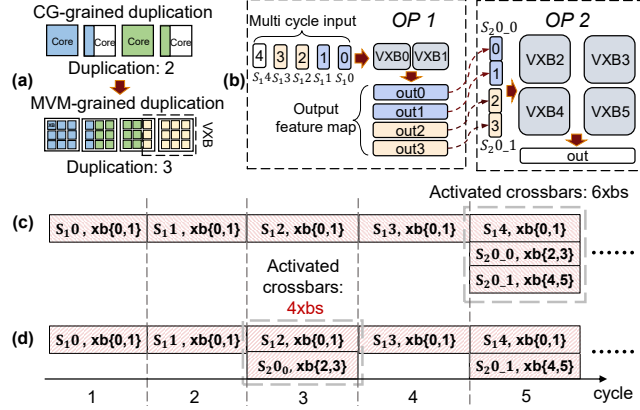 CG-grained duplication
Core Core
Duplication: 2
(a)
MVM-grained duplication
VXB
Duplication: 3
(b)
Multi cycle input
OP 1
4 3 2 1 0
S₁4 S₁3 S₁2 S₁1 S₁0
VXB0 VXB1
Output feature map
out0
out1
out2
out3
OP 2
S₂0_0
0
1
2
3
S₂0_1
VXB2 VXB3
VXB4 VXB5
out
Activated crossbars: 6xbs
(c)
S₁0, xb{0,1} S₁1, xb{0,1} S₁2, xb{0,1} S₁3, xb{0,1} S₁4, xb{0,1}
S₂0_0, xb{2,3}
S₂0_1, xb{4,5}
......
Activated
crossbars:
4xbs
(d)
S₁0, xb{0,1} S₁1, xb{0,1} S₁2, xb{0,1} S₁3, xb{0,1} S₁4, xb{0,1}
S₂0₀, xb{2,3} S₂0_1, xb{4,5}
......
1 2 3 4 5 cycle